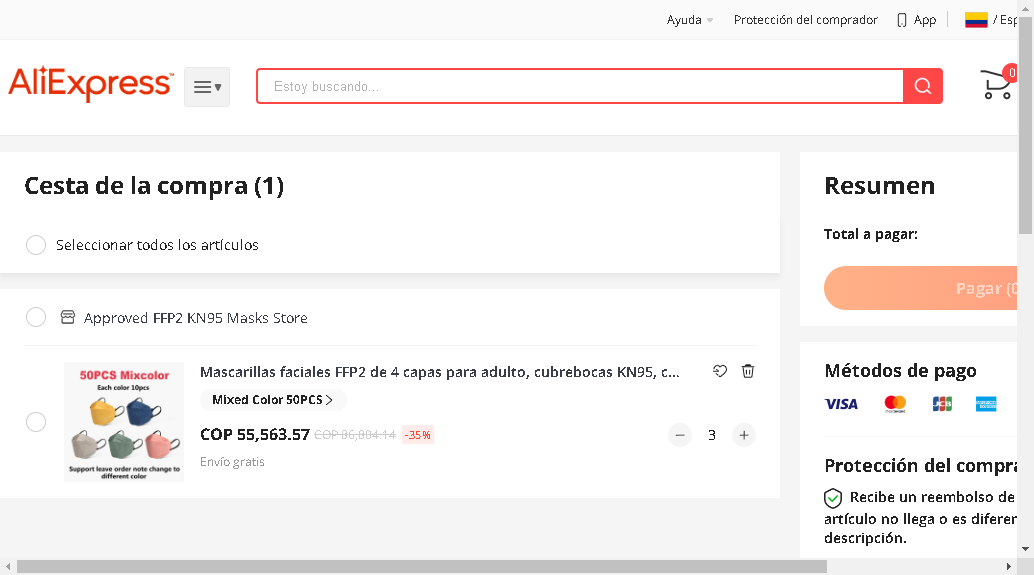 Ayuda
Protección del comprador
App
/ Esp
AliExpress
Estoy buscando...
0
Cesta de la compra (1)
Seleccionar todos los artículos
Approved FFP2 KN95 Masks Store
50PCS Mixcolor
Each color 10pcs
Support leave order note change to
different color
Mascarillas faciales FFP2 de 4 capas para adulto, cubrebocas KN95, c...
Mixed Color 50PCS
COP 55,563.57 COP 86,804.14 -35%
3
Envío gratis
Resumen
Total a pagar:
Pagar (0
Métodos de pago
VISA
JCB
Protección del compra
Recibe un reembolso de
artículo no llega o es diferen
descripción.